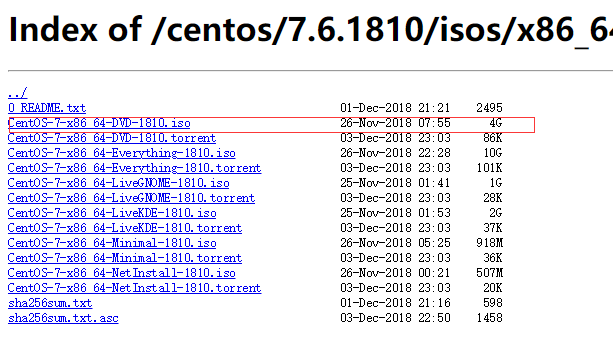 Index of /centos/7.6.1810/isos/x86_64
../
0_README.txt 01-Dec-2018 21:21 2495
CentOS-7-x86_64-DVD-1810.iso 26-Nov-2018 07:55 4G
CentOS-7-x86_64-DVD-1810.torrent 03-Dec-2018 23:03 86K
CentOS-7-x86_64-Everything-1810.iso 26-Nov-2018 22:28 10G
CentOS-7-x86_64-Everything-1810.torrent 03-Dec-2018 23:03 101K
CentOS-7-x86_64-LiveGNOME-1810.iso 25-Nov-2018 01:41 1G
CentOS-7-x86_64-LiveGNOME-1810.torrent 03-Dec-2018 23:03 28K
CentOS-7-x86_64-LiveKDE-1810.iso 25-Nov-2018 01:53 2G
CentOS-7-x86_64-LiveKDE-1810.torrent 03-Dec-2018 23:03 37K
CentOS-7-x86_64-Minimal-1810.iso 26-Nov-2018 05:25 918M
CentOS-7-x86_64-Minimal-1810.torrent 03-Dec-2018 23:03 36K
CentOS-7-x86_64-NetInstall-1810.iso 26-Nov-2018 00:21 507M
CentOS-7-x86_64-NetInstall-1810.torrent 03-Dec-2018 23:03 20K
sha256sum.txt 01-Dec-2018 21:16 598
sha256sum.txt.asc 03-Dec-2018 22:50 1458